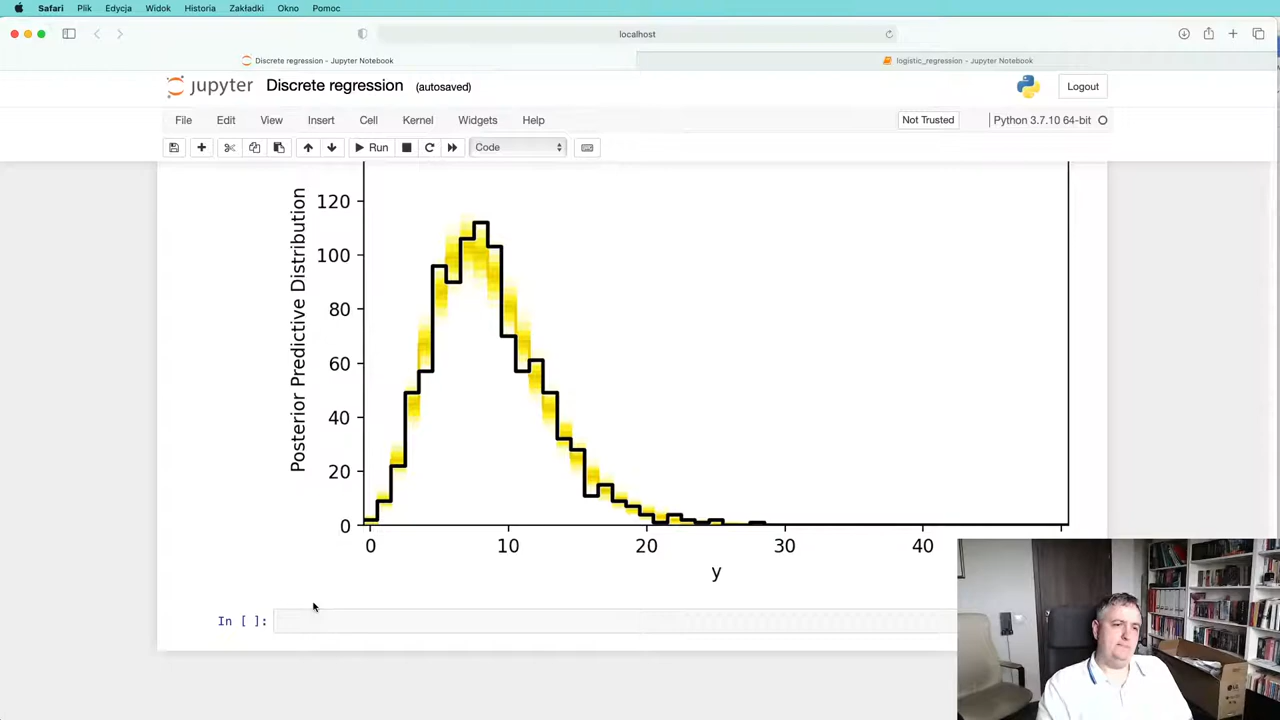 Safari Plik Edycja Widok Historia Zakładki Okno Pomoc
localhost
Discrete regression - Jupyter Notebook
logistic_regression - Jupyter Notebook
jupyter Discrete regression (autosaved)
Logout
File Edit View Insert Cell Kernel Widgets Help
Not Trusted
Python 3.7.10 64-bit
Run
Code
Posterior Predictive Distribution
120
100
80
60
40
20
0
0 10 20 30 40
y
In [ ]: